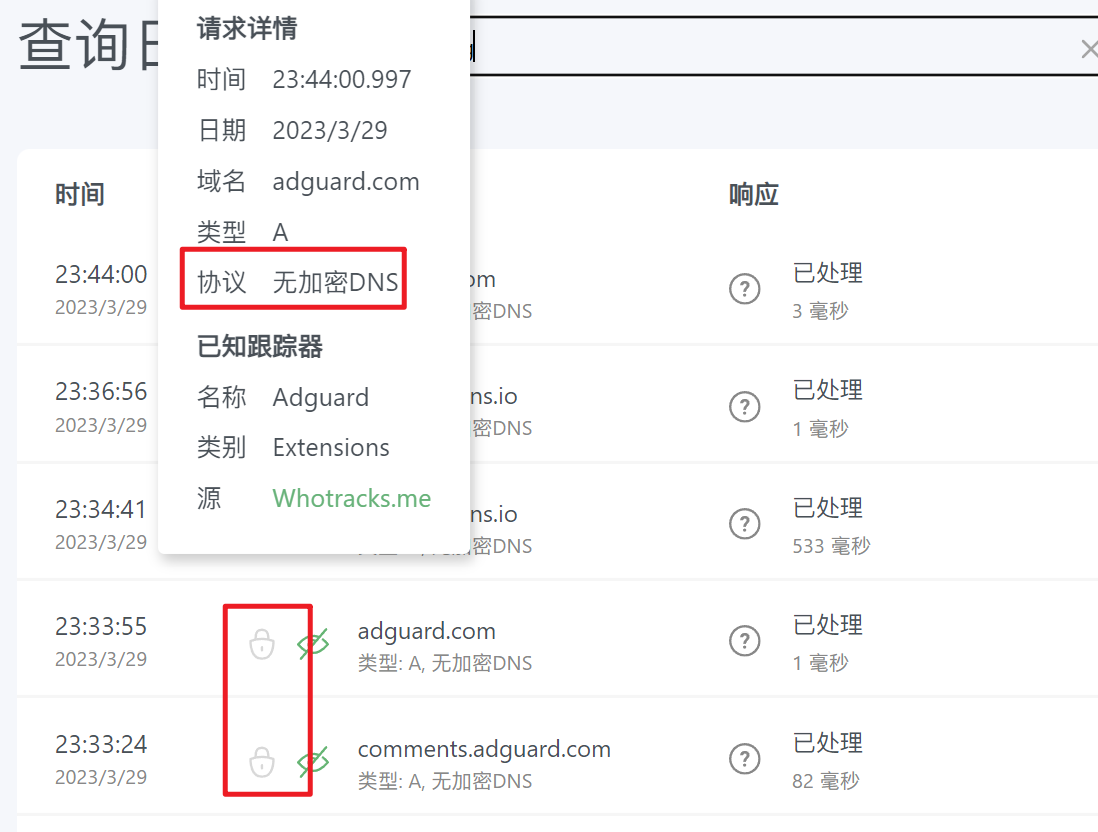 查询日
请求详情
时间 23:44:00.997
日期 2023/3/29
域名 adguard.com
类型 A
协议 无加密DNS
已知跟踪器
名称 Adguard
类别 Extensions
源 Whotracks.me
时间 响应
23:44:00 om 已处理
2023/3/29 密DNS 3 毫秒
23:36:56 ns.io 已处理
2023/3/29 密DNS 1 毫秒
23:34:41 ns.io 已处理
2023/3/29 密DNS 533 毫秒
23:33:55 adguard.com 已处理
2023/3/29 类型: A, 无加密DNS 1 毫秒
23:33:24 comments.adguard.com 已处理
2023/3/29 类型: A, 无加密DNS 82 毫秒